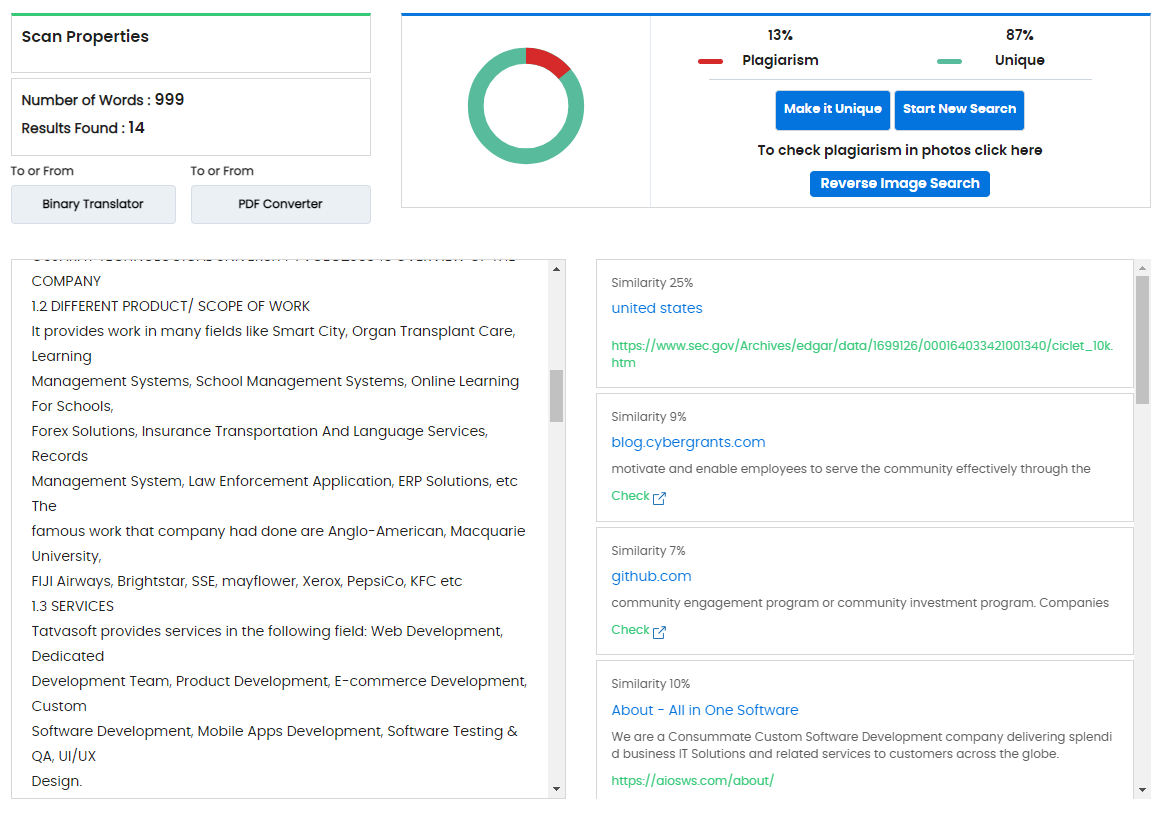 Scan Properties
Number of Words : 999
Results Found : 14
To or From
To or From
Binary Translator
PDF Converter
13%
87%
Plagiarism
Unique
Make it Unique
Start New Search
To check plagiarism in photos click here
Reverse Image Search
COMPANY
1.2 DIFFERENT PRODUCT/ SCOPE OF WORK
It provides work in many fields like Smart City, Organ Transplant Care,
Learning
Management Systems, School Management Systems, Online Learning
For Schools,
Forex Solutions, Insurance Transportation And Language Services,
Records
Management System, Law Enforcement Application, ERP Solutions, etc
The
famous work that company had done are Anglo-American, Macquarie
University,
FIJI Airways, Brightstar, SSE, mayflower, Xerox, PepsiCo, KFC etc
1.3 SERVICES
Tatvasoft provides services in the following field: Web Development,
Dedicated
Development Team, Product Development, E-commerce Development,
Custom
Software Development, Mobile Apps Development, Software Testing &
QA, UI/UX
Design.
Similarity 25%
united states
https://www.sec.gov/Archives/edgar/data/1699126/000164033421001340/ciclet_10k.
htm
Similarity 9%
blog.cybergrants.com
motivate and enable employees to serve the community effectively through the
Check
Similarity 7%
github.com
community engagement program or community investment program. Companies
Check
Similarity 10%
About - All in One Software
We are a Consummate Custom Software Development company delivering splendi
d business IT Solutions and related services to customers across the globe.
https://aiosws.com/about/